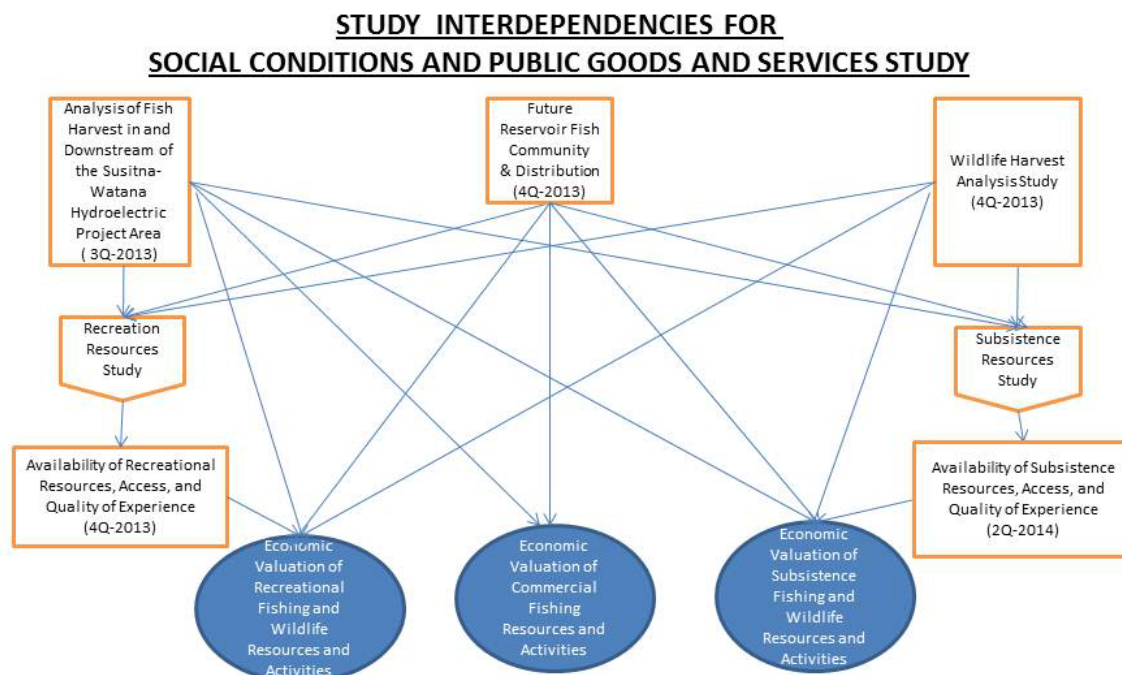 STUDY INTERDEPENDENCIES FOR
SOCIAL CONDITIONS AND PUBLIC GOODS AND SERVICES STUDY
Analysis of Fish
Harvest in and
Downstream of
the Susitna-
Watana
Hydroelectric
Project Area
( 3Q-2013)
Future
Reservoir Fish
Community
& Distribution
(4Q-2013)
Wildlife Harvest
Analysis Study
(4Q-2013)
Recreation
Resources
Study
Subsistence
Resources
Study
Availability of Recreational
Resources, Access, and
Quality of Experience
(4Q-2013)
Availability of Subsistence
Resources, Access, and
Quality of Experience
(2Q-2014)
Economic
Valuation of
Recreational
Fishing and
Wildlife
Resources and
Activities
Economic
Valuation of
Commercial
Fishing
Resources and
Activities
Economic
Valuation of
Subsistence
Fishing and
Wildlife
Resources and
Activities